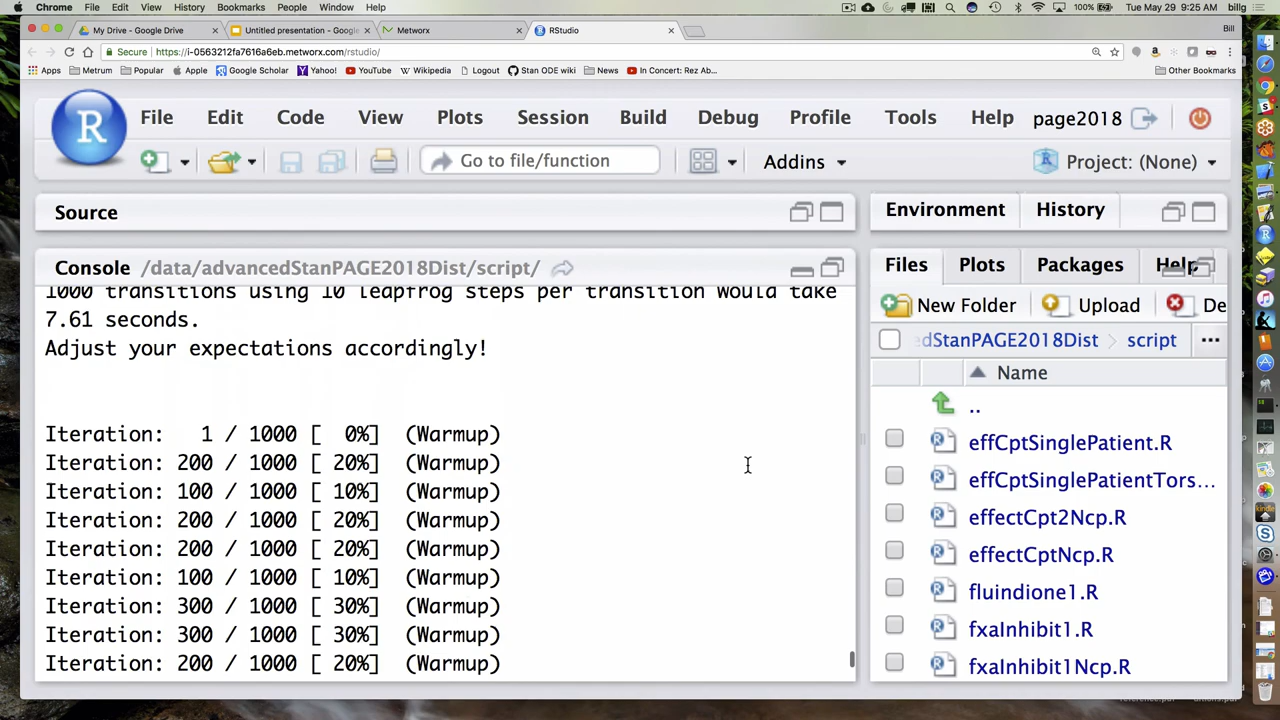 Chrome File Edit View History Bookmarks People Window Help 100% Tue May 29 9:25 AM billg
My Drive - Google Drive Untitled presentation - Google Metworx RStudio Bill
Secure https://i-0563212fa7616a6eb.metworx.com/rstudio/
Apps Metrum Popular Apple Google Scholar Yahoo! YouTube Wikipedia Logout Stan ODE wiki News In Concert: Rez Ab... Other Bookmarks
R File Edit Code View Plots Session Build Debug Profile Tools Help page2018
Go to file/function Addins Project: (None)
Source
Environment History
Console /data/advancedStanPAGE2018Dist/script/
1000 transitions using 10 leapfrog steps per transition would take
7.61 seconds.
Adjust your expectations accordingly!
Iteration:   1 / 1000 [  0%]  (Warmup)
Iteration: 200 / 1000 [ 20%]  (Warmup)
Iteration: 100 / 1000 [ 10%]  (Warmup)
Iteration: 200 / 1000 [ 20%]  (Warmup)
Iteration: 200 / 1000 [ 20%]  (Warmup)
Iteration: 100 / 1000 [ 10%]  (Warmup)
Iteration: 300 / 1000 [ 30%]  (Warmup)
Iteration: 300 / 1000 [ 30%]  (Warmup)
Iteration: 200 / 1000 [ 20%]  (Warmup)
Files Plots Packages Help
New Folder Upload De
dStanPAGE2018Dist script ...
Name
..
effCptSinglePatient.R
effCptSinglePatientTors...
effectCpt2Ncp.R
effectCptNcp.R
fluindione1.R
fxaInhibit1.R
fxaInhibit1Ncp.R